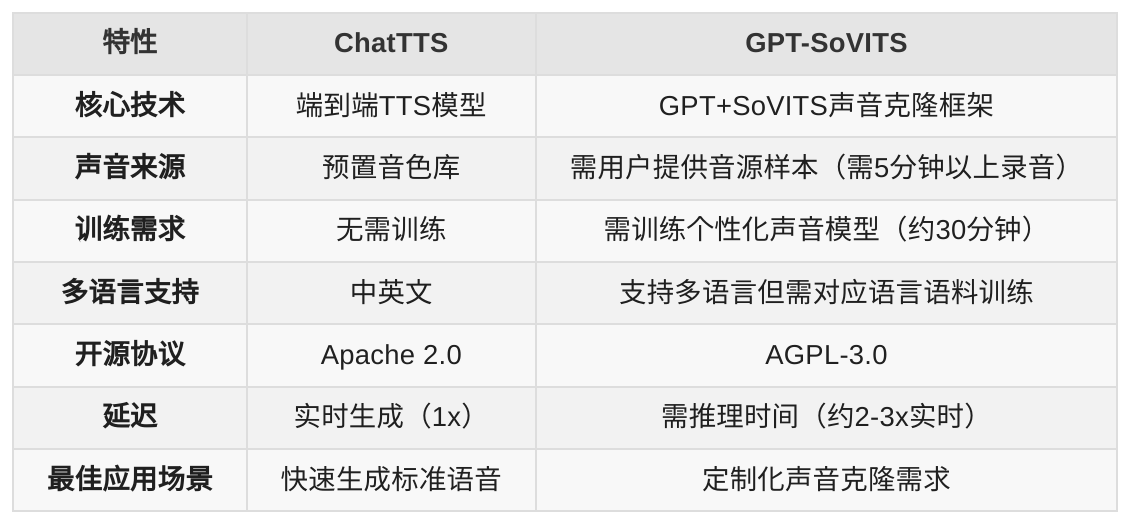 特性 ChatTTS GPT-SoVITS
核心技术 端到端TTS模型 GPT+SoVITS声音克隆框架
声音来源 预置音色库 需用户提供音源样本（需5分钟以上录音）
训练需求 无需训练 需训练个性化声音模型（约30分钟）
多语言支持 中英文 支持多语言但需对应语言语料训练
开源协议 Apache 2.0 AGPL-3.0
延迟 实时生成（1x） 需推理时间（约2-3x实时）
最佳应用场景 快速生成标准语音 定制化声音克隆需求